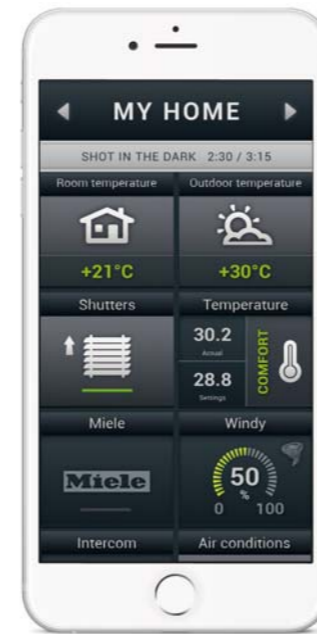 MY HOME
SHOT IN THE DARK 2:30 / 3:15
Room temperature Outdoor temperature
+21°C +30°C
Shutters Temperature
30.2
Actual
COMFORT
28.8
Settings
Miele Windy
Miele
50
%
0 100
Intercom Air conditions